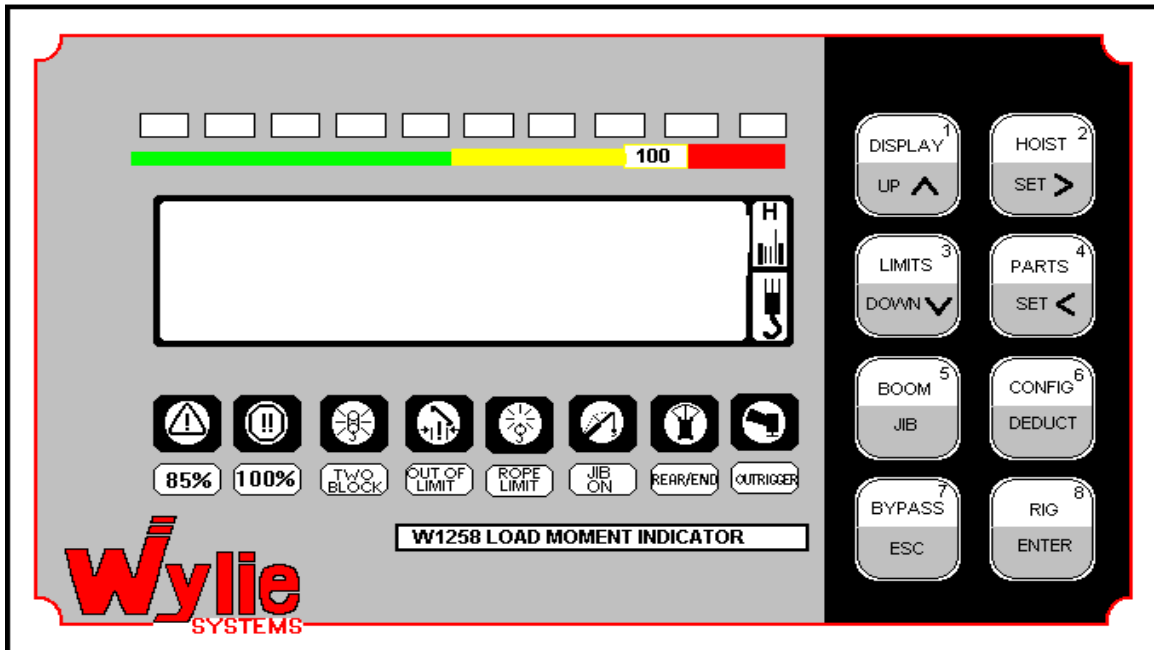 100
H
85%
100%
TWO
BLOCK
OUT OF
LIMIT
ROPE
LIMIT
JIB
ON
REAR/END
OUTRIGGER
W1258 LOAD MOMENT INDICATOR
Wylie
SYSTEMS
DISPLAY 1
UP
HOIST 2
SET >
LIMITS 3
DOWN
PARTS 4
SET <
BOOM 5
JIB
CONFIG 6
DEDUCT
BYPASS 7
ESC
RIG 8
ENTER